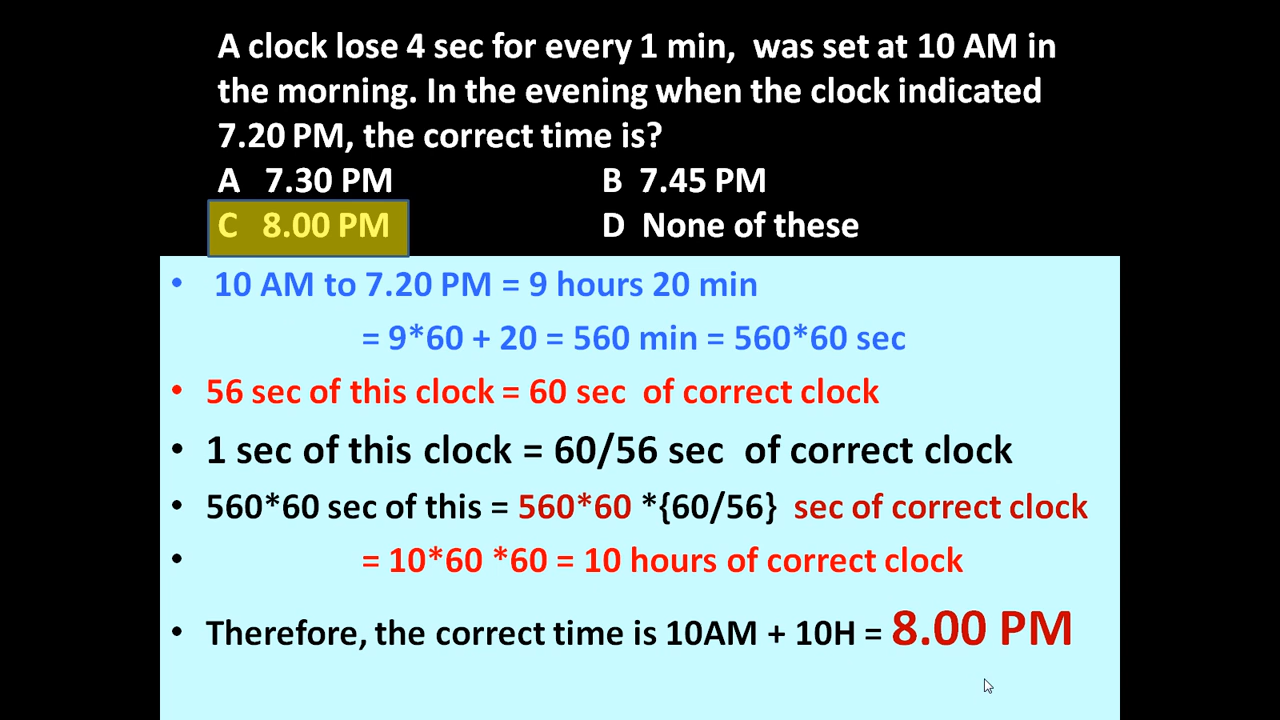 A clock lose 4 sec for every 1 min, was set at 10 AM in
the morning. In the evening when the clock indicated
7.20 PM, the correct time is?
A 7.30 PM B 7.45 PM
C 8.00 PM D None of these
• 10 AM to 7.20 PM = 9 hours 20 min
= 9*60 + 20 = 560 min = 560*60 sec
• 56 sec of this clock = 60 sec of correct clock
• 1 sec of this clock = 60/56 sec of correct clock
• 560*60 sec of this = 560*60 *{60/56} sec of correct clock
• = 10*60 *60 = 10 hours of correct clock
• Therefore, the correct time is 10AM + 10H = 8.00 PM